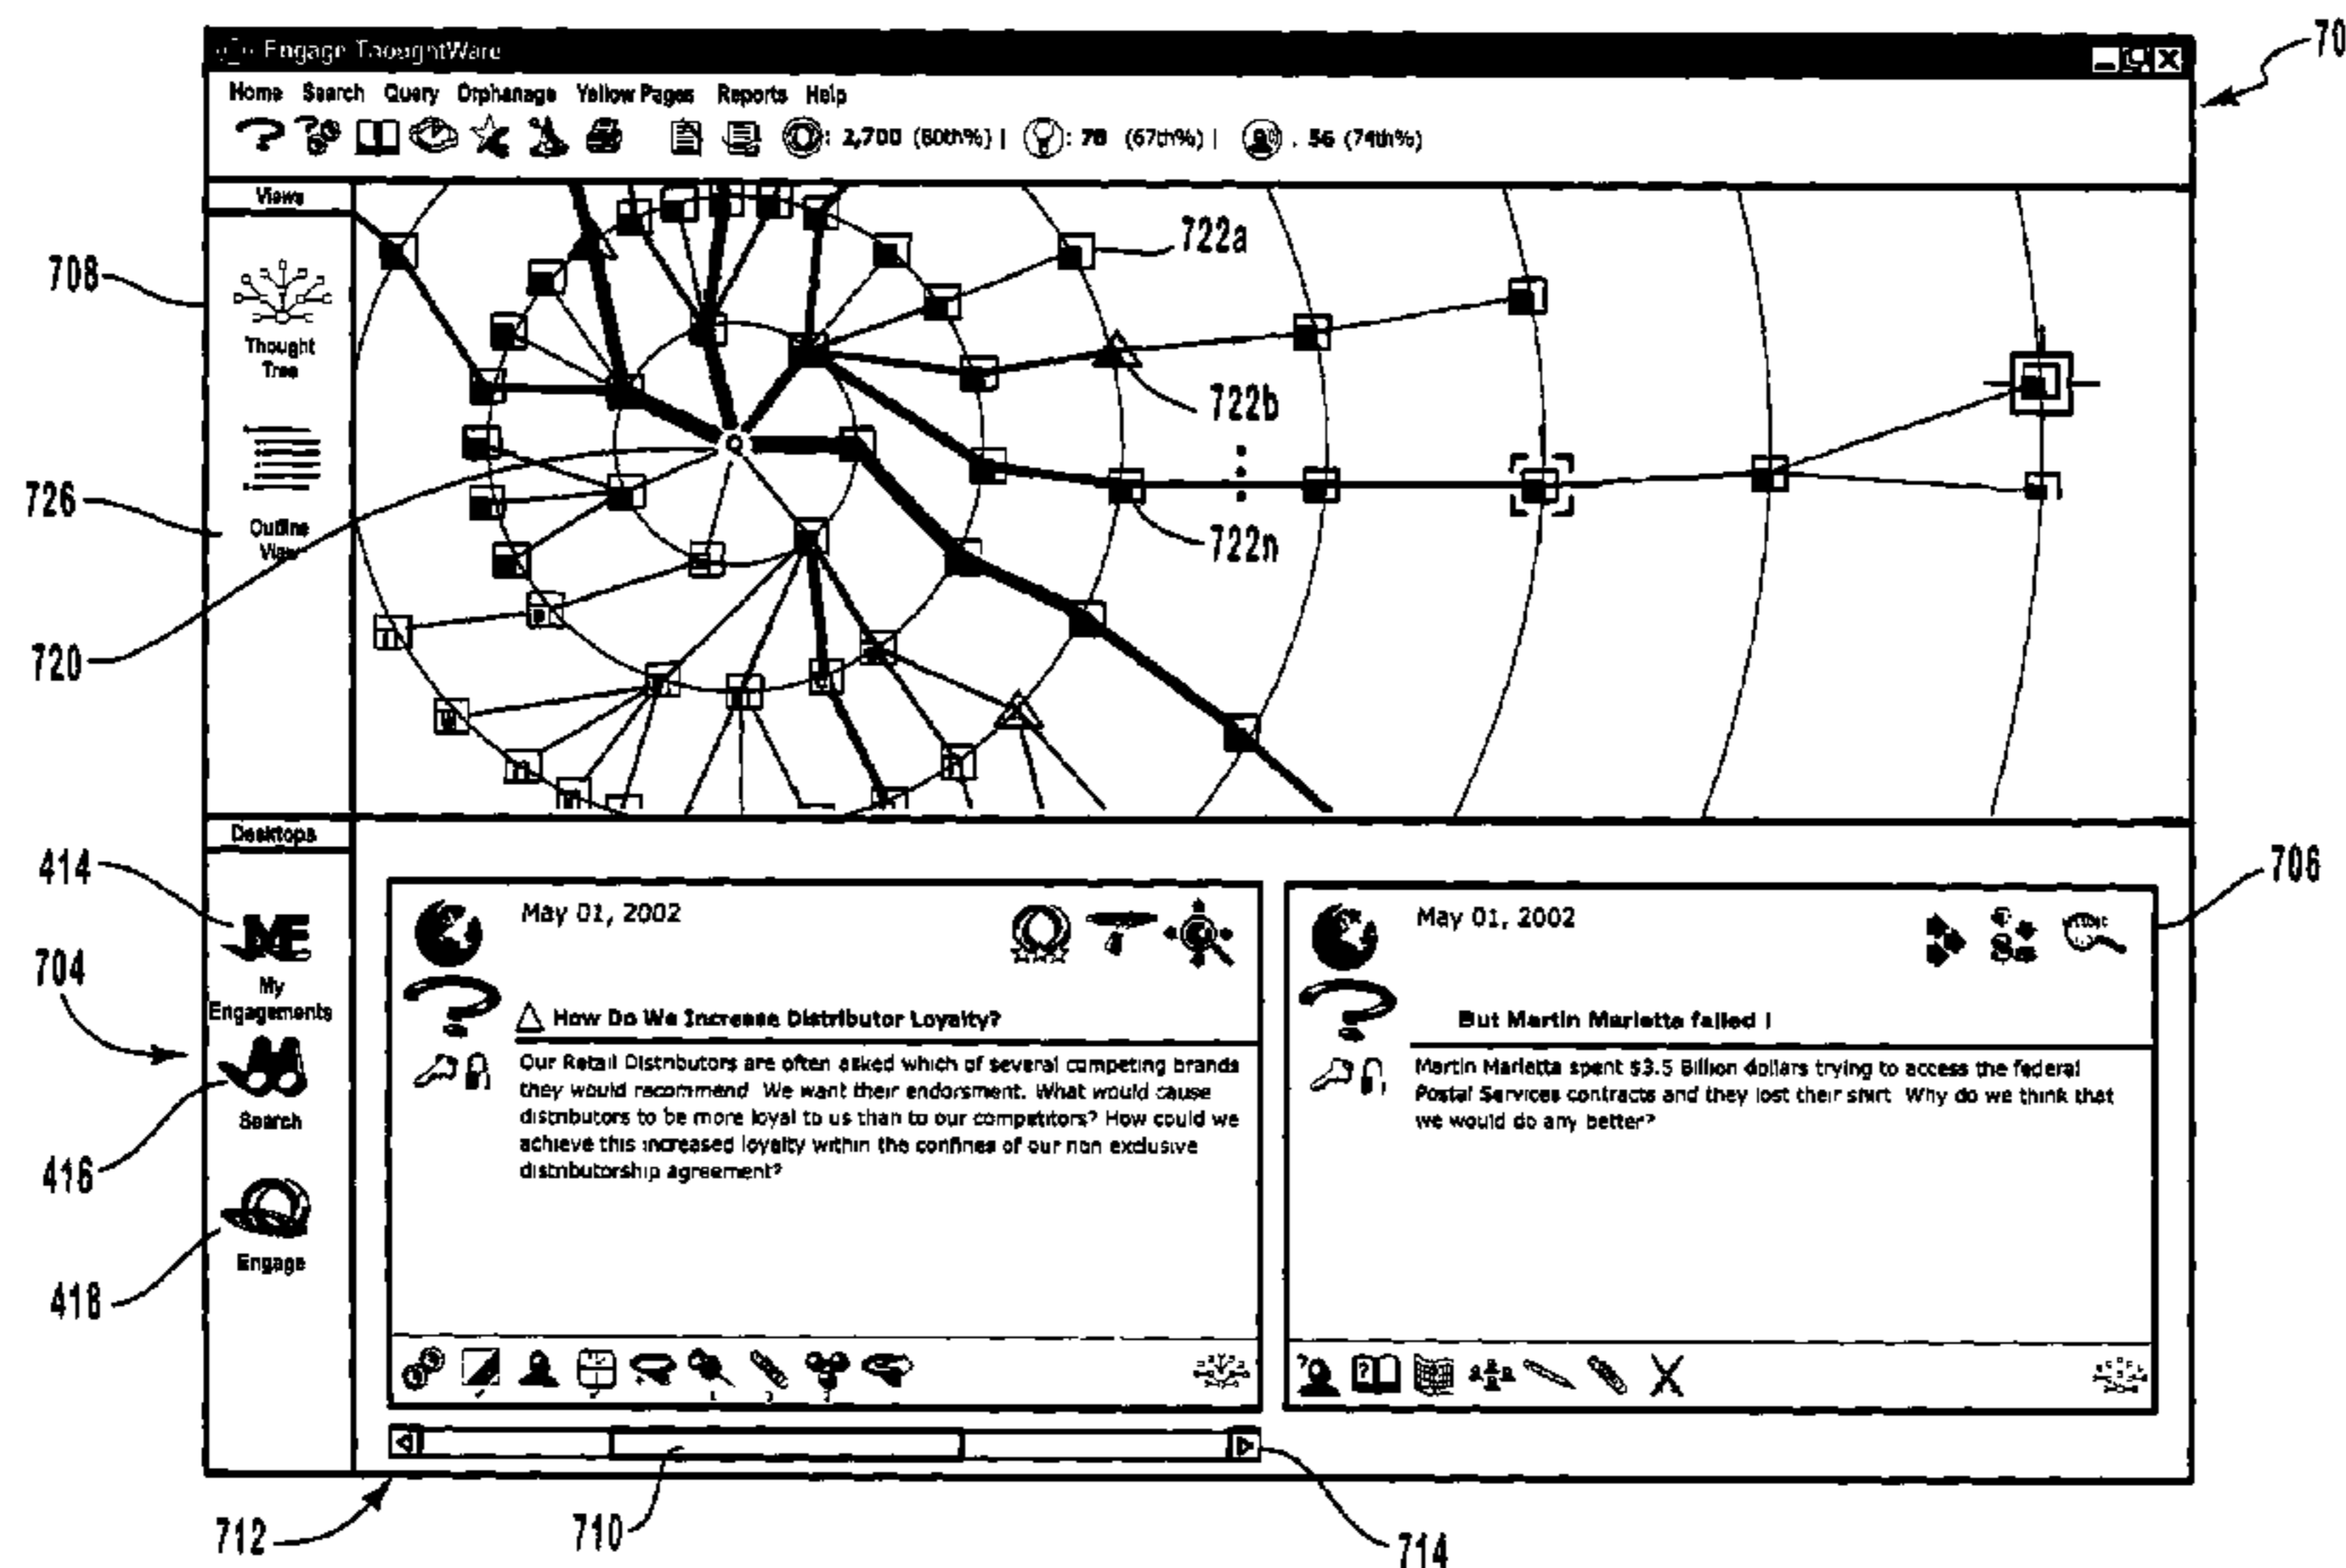 70
Engage ThoughtWare
Home Search Query Orphanage Yellow Pages Reports Help
: 2,700 (80th%) | : 78 (67th%) | . 56 (74th%)
Views
708
722a
Thought
Tree
722b
726
Outline
View
722n
720
Desktops
414
706
May 01, 2002
May 01, 2002
704
My
Engagements
How Do We Increase Distributor Loyalty?
But Martin Marietta failed !
Our Retail Distributors are often asked which of several competing brands
they would recommend We want their endorsment. What would cause
distributors to be more loyal to us than to our competitors? How could we
achieve this increased loyalty within the confines of our non exclusive
distributorship agreement?
Martin Marietta spent $3.5 Billion dollars trying to access the federal
Postal Services contracts and they lost their shirt Why do we think that
we would do any better?
Search
416
Engage
418
712
710
714